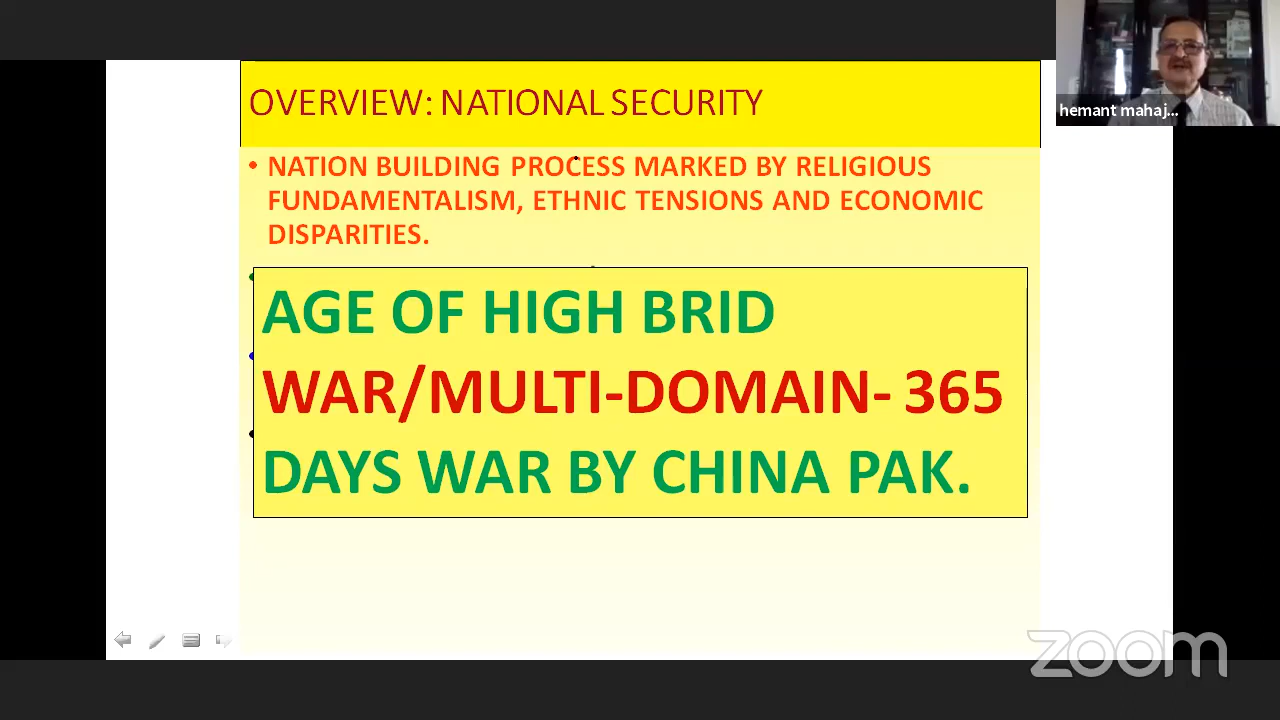 hemant mahaj...
OVERVIEW: NATIONAL SECURITY
• NATION BUILDING PROCESS MARKED BY RELIGIOUS
FUNDAMENTALISM, ETHNIC TENSIONS AND ECONOMIC
DISPARITIES.
AGE OF HIGH BRID
WAR/MULTI-DOMAIN- 365
DAYS WAR BY CHINA PAK.
zoom